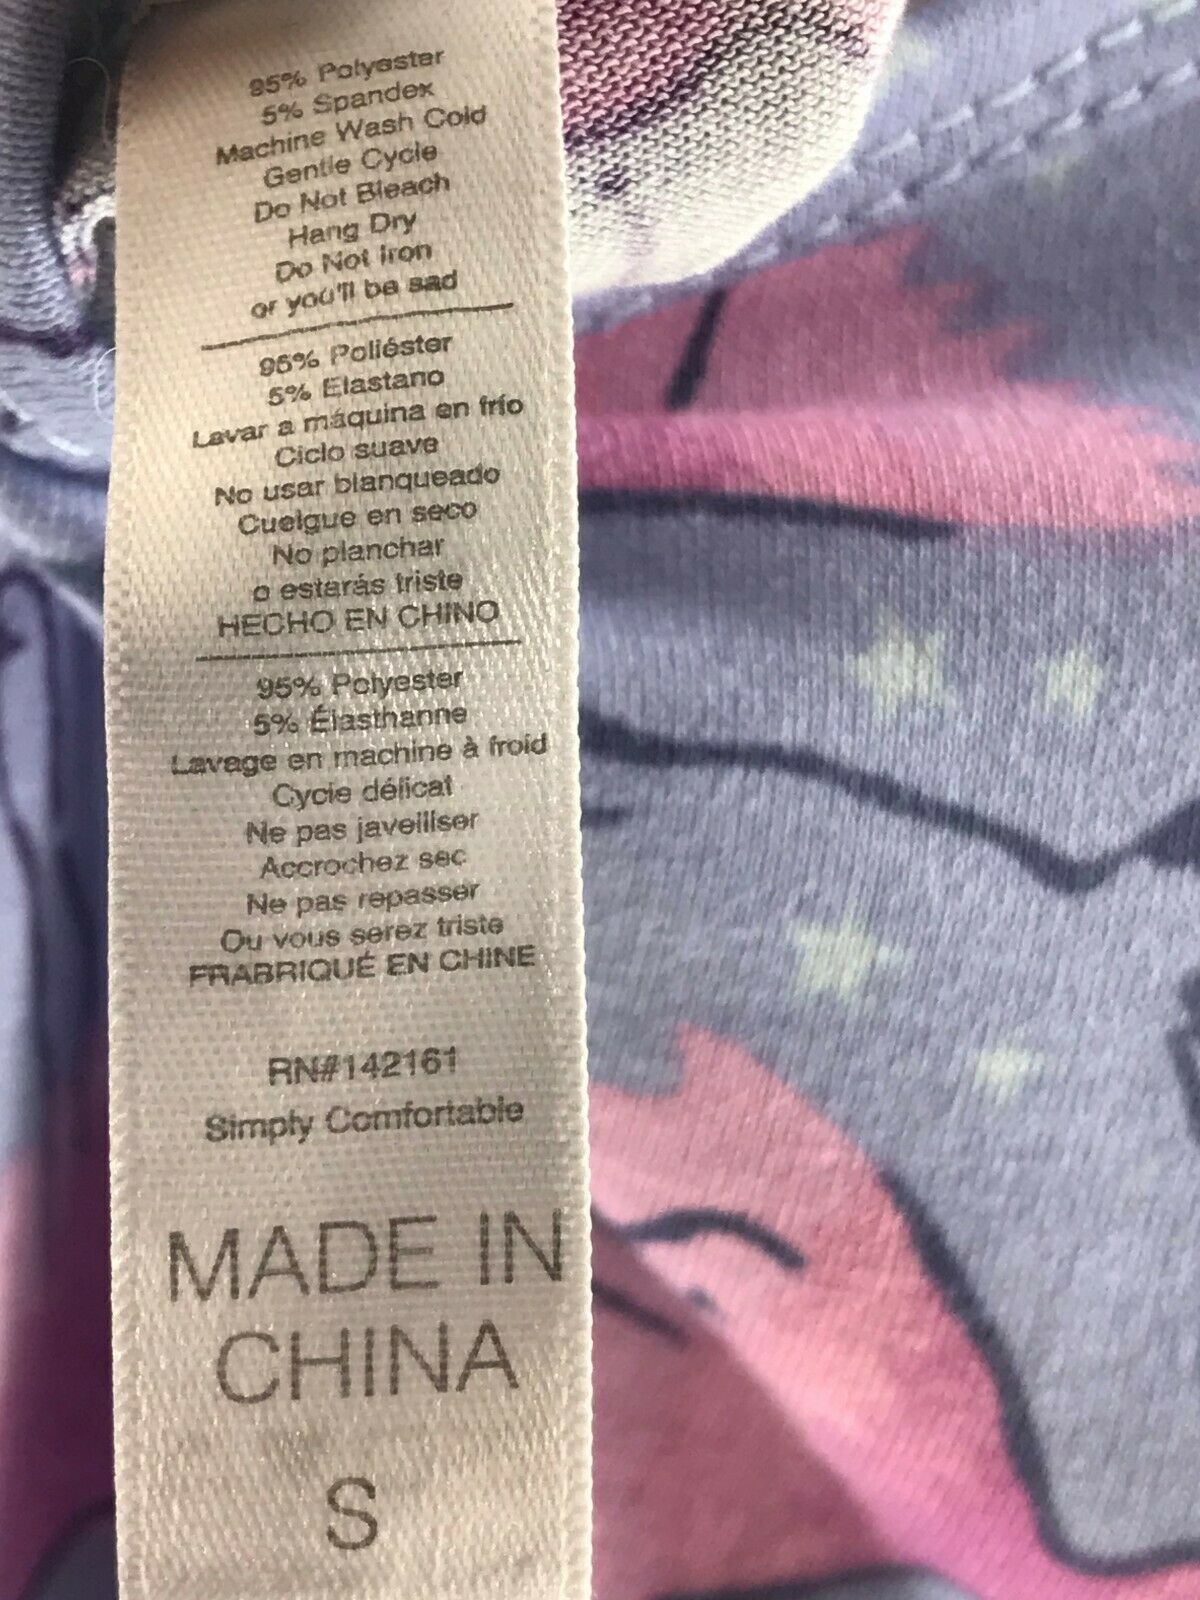 95% Polyester
5% Spandex
Machine Wash Cold
Gentle Cycle
Do Not Bleach
Hang Dry
Do Not Iron
or you'll be sad
95% Poliéster
5% Elastano
Lavar a máquina en frío
Ciclo suave
No usar blanqueado
Cuelgue en seco
No planchar
o estarás triste
HECHO EN CHINO
95% Polyester
5% Élasthanne
Lavage en machine à froid
Cycle délicat
Ne pas javelliser
Accrochez sec
Ne pas repasser
Ou vous serez triste
FRABRIQUÉ EN CHINE
RN#142161
Simply Comfortable
MADE IN
CHINA
S